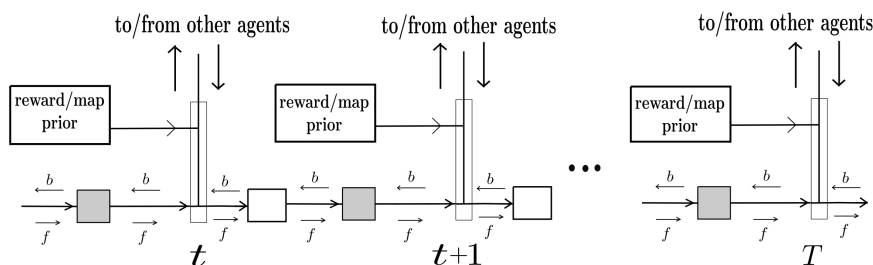 to/from other agents
to/from other agents
to/from other agents
reward/map
prior
reward/map
prior
reward/map
prior
b b b b b b b b
f f f f f f f f
t t+1 T